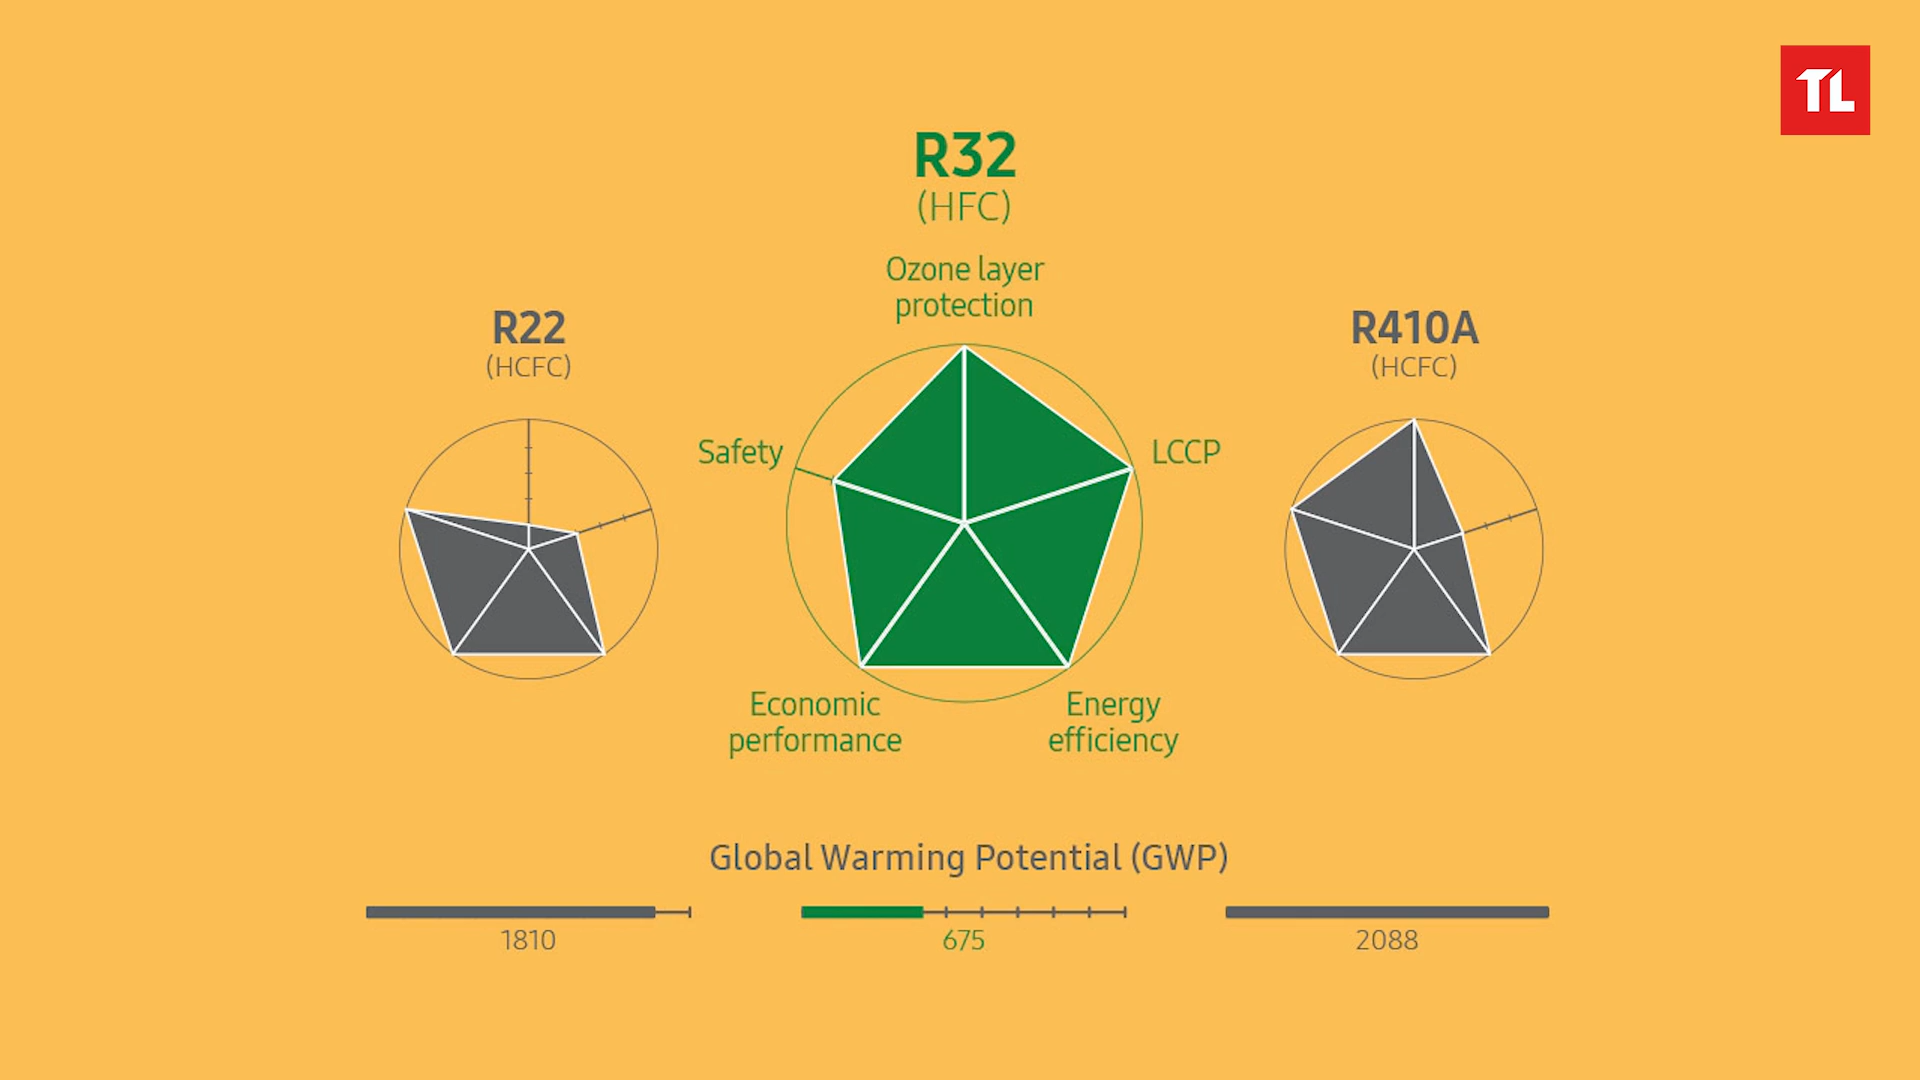 TL
R32
(HFC)
Ozone layer
protection
R22
(HCFC)
R410A
(HCFC)
Safety
LCCP
Economic
performance
Energy
efficiency
Global Warming Potential (GWP)
1810
675
2088